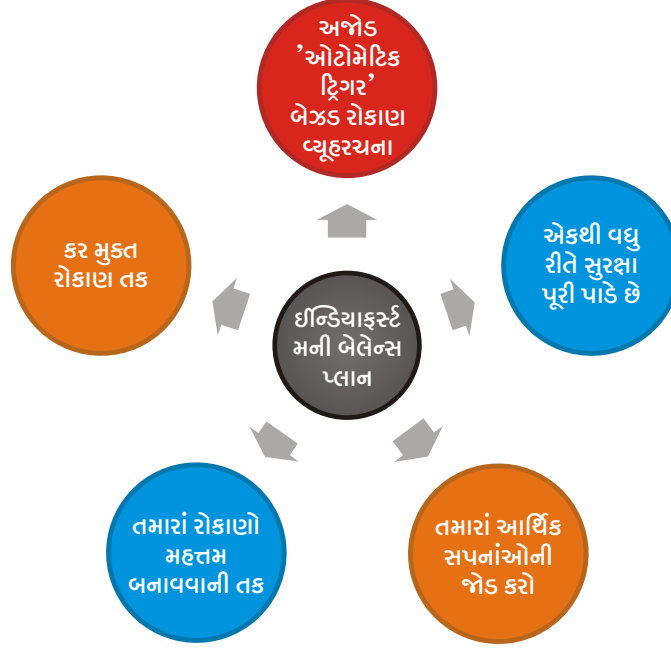 અજોડ
’ઓટોમેટિક
ટ્રિગર’
બેઝડ રોકાણ
વ્યૂહરચના
કર મુક્ત
રોકાણ તક
એકથી વધુ
રીતે સુરક્ષા
પૂરી પાડે છે
ઈન્ડિયાફર્સ્ટ
મની બેલેન્સ
પ્લાન
તમારાં રોકાણો
મહત્તમ
બનાવવાની તક
તમારાં આર્થિક
સપનાંઓની
જોડ કરો